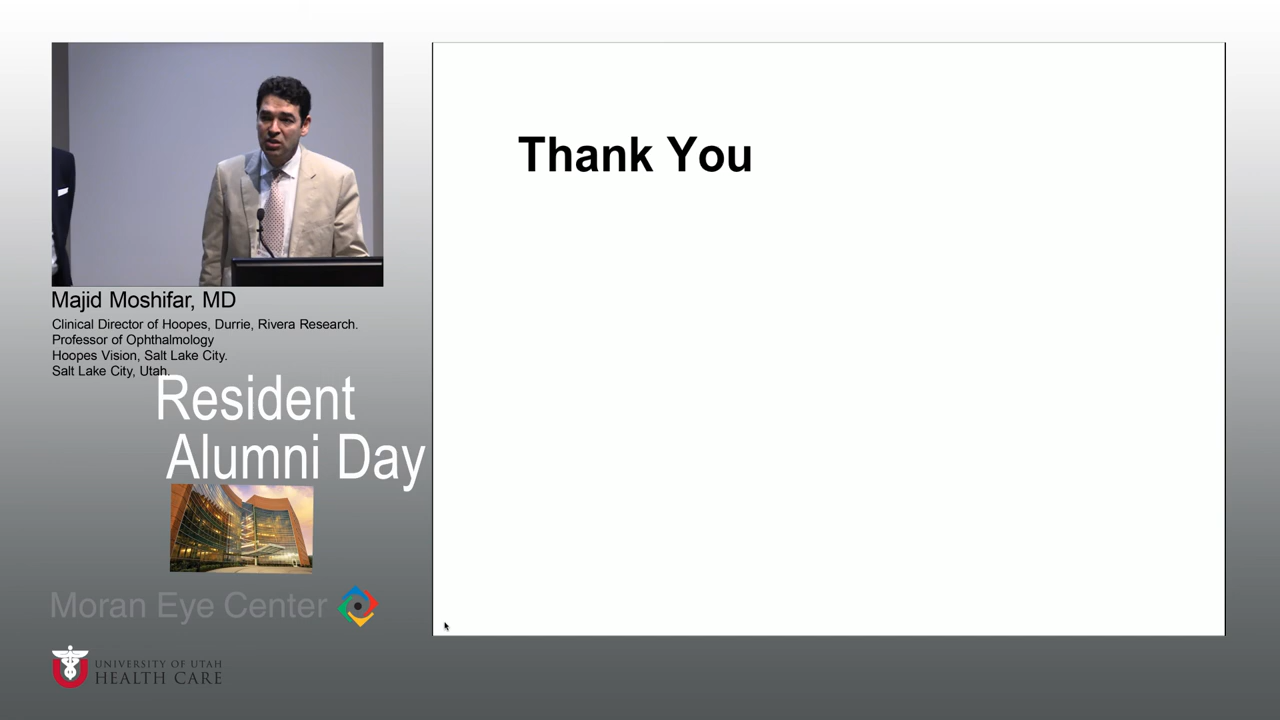 Majid Moshifar, MD
Clinical Director of Hoopes, Durrie, Rivera Research.
Professor of Ophthalmology
Hoopes Vision, Salt Lake City.
Salt Lake City, Utah.
Resident
Alumni Day
Moran Eye Center
UNIVERSITY OF UTAH
HEALTH CARE
Thank You